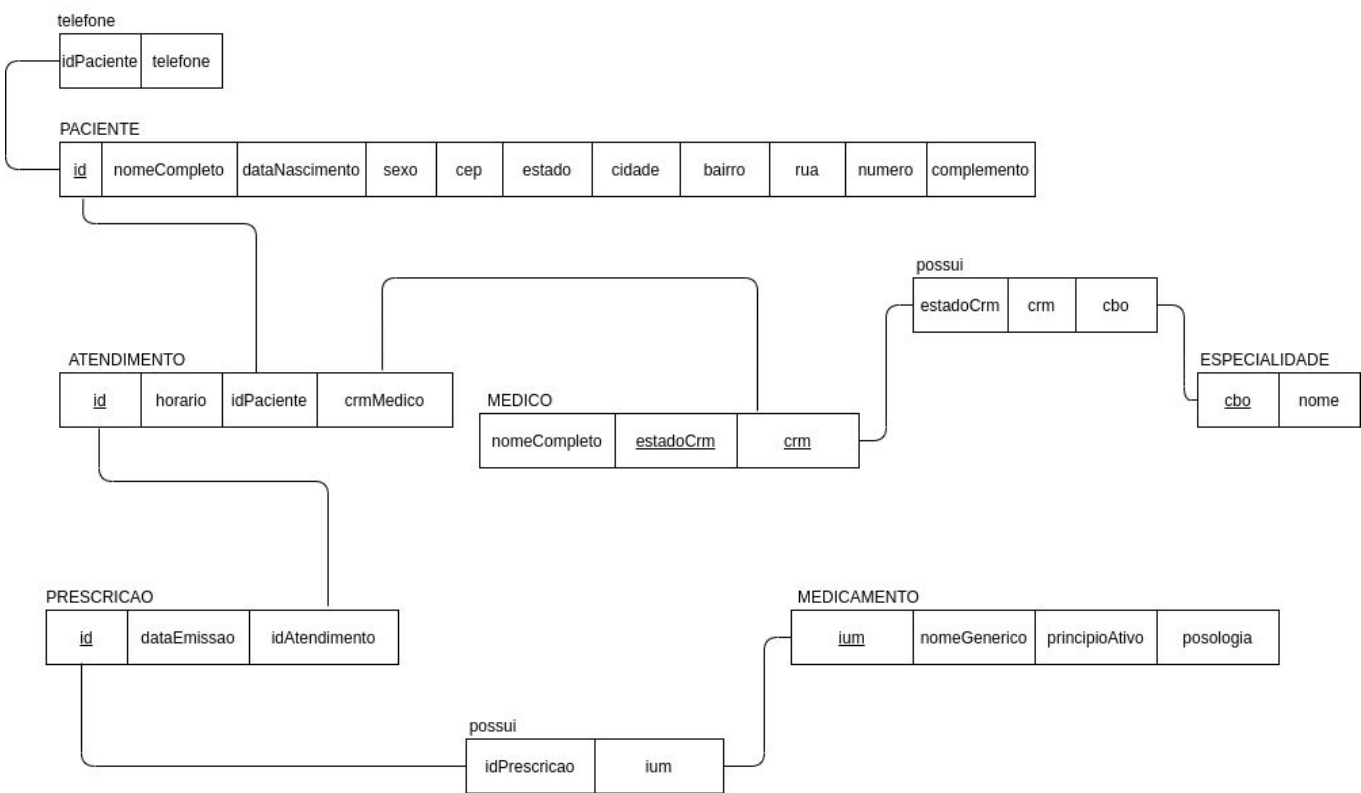 telefone
idPaciente telefone
PACIENTE
id nomeCompleto dataNascimento sexo cep estado cidade bairro rua numero complemento
possui
estadoCrm crm cbo
ATENDIMENTO
id horario idPaciente crmMedico
ESPECIALIDADE
cbo nome
MEDICO
nomeCompleto estadoCrm crm
PRESCRICAO
id dataEmissao idAtendimento
MEDICAMENTO
ium nomeGenerico principioAtivo posologia
possui
idPrescricao ium